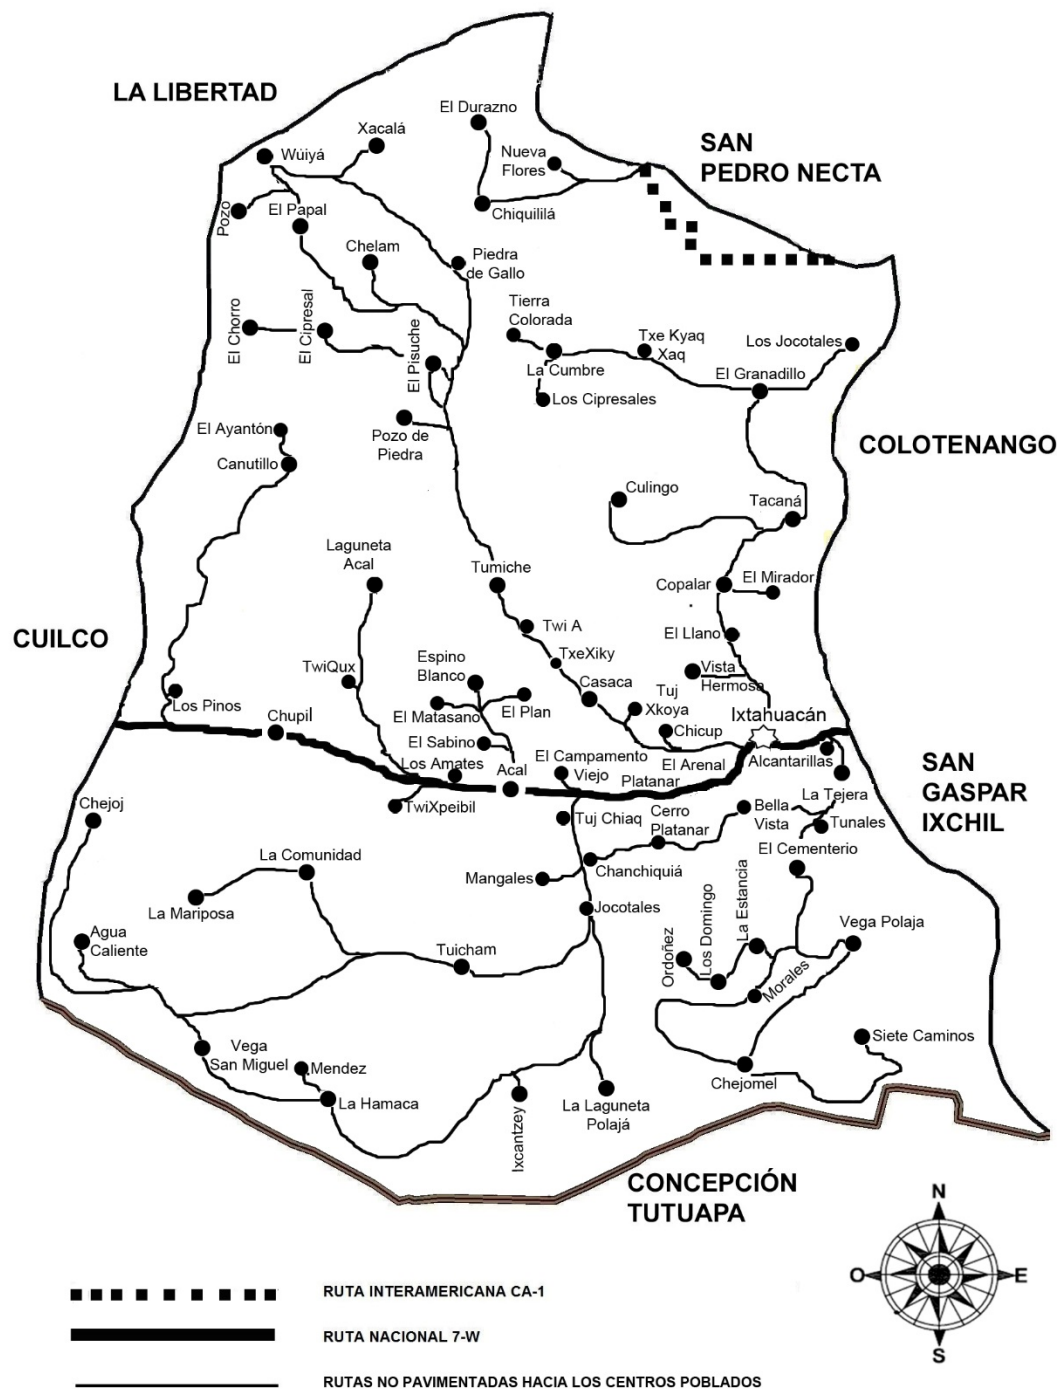 LA LIBERTAD
El Durazno
Xacalá
Wúiyá
Nueva
Flores
SAN
PEDRO NECTA
Pozo
El Papal
Chiquililá
Chelam
Piedra
de Gallo
El Chorro
El Cipresal
El Pisuche
Tierra
Colorada
Txe Kyaq
Xaq
Los Jocotales
La Cumbre
El Granadillo
Los Cipresales
El Ayantón
Pozo de
Piedra
Canutillo
COLOTENANGO
Culingo
Tacaná
Laguneta
Acal
Tumiche
Copalar
El Mirador
CUILCO
Twi A
El Llano
TxeXiky
Espino
Blanco
TwiQux
Casaca
Tuj
Xkoya
Vista
Hermosa
Los Pinos
El Matasano
El Plan
Ixtahuacán
Chupil
Chicup
El Sabino
El Campamento
Viejo
El Arenal
Alcantarillas
Los Amates
Acal
Platanar
SAN
GASPAR
IXCHIL
La Tejera
Chejoj
TwiXpeibil
Tuj Chiaq
Cerro
Platanar
Bella
Vista
Tunales
El Cementerio
La Comunidad
Mangales
Chanchiquiá
La Mariposa
Jocotales
La Estancia
Agua
Caliente
Tuicham
Ordoñez
Los Domingo
Vega Polaja
Morales
Vega
San Miguel
Mendez
Siete Caminos
La Hamaca
Chejomel
Ixcantzey
La Laguneta
Polajá
CONCEPCIÓN
TUTUAPA
N
O
E
S
RUTA INTERAMERICANA CA-1
RUTA NACIONAL 7-W
RUTAS NO PAVIMENTADAS HACIA LOS CENTROS POBLADOS